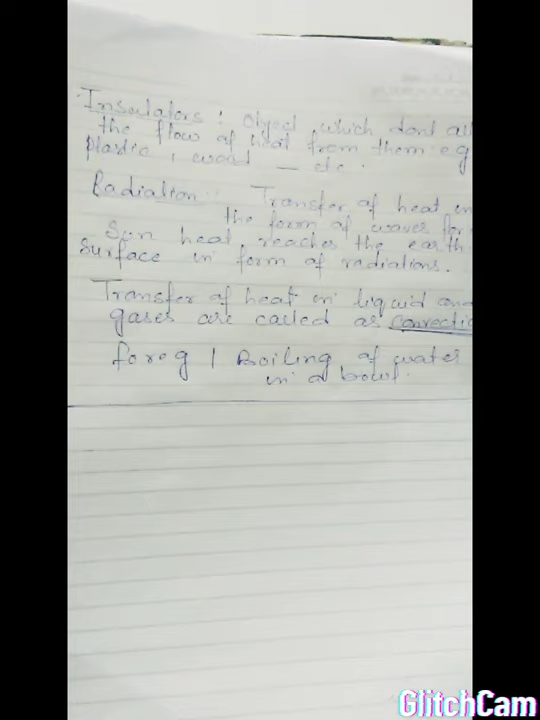 Insulators : Object which dont all
the flow of heat from them e.g
plastic , wood — etc .
Radiation : Transfer of heat in
the form of waves for
Sun heat reaches the earth
Surface in form of radiations.
Transfer of heat in liquid and
gases are called as convectio
for eg | Boiling of water
in a bowl.
GlitchCam